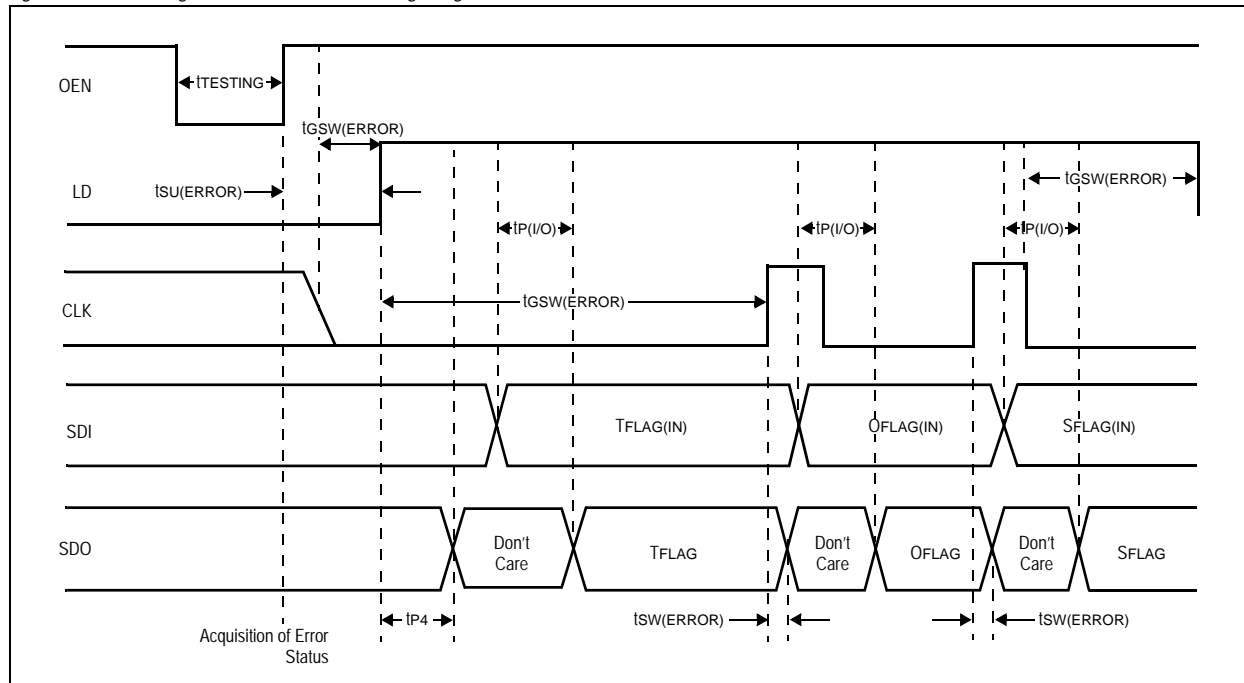 OEN
tTESTING
tGSW(ERROR)
LD
tSU(ERROR)
tGSW(ERROR)
tP(I/O)
tP(I/O)
tP(I/O)
CLK
tGSW(ERROR)
SDI
TFLAG(IN)
OFLAG(IN)
SFLAG(IN)
SDO
Don't
Care
TFLAG
Don't
Care
OFLAG
Don't
Care
SFLAG
tP4
tSW(ERROR)
tSW(ERROR)
Acquisition of Error
Status